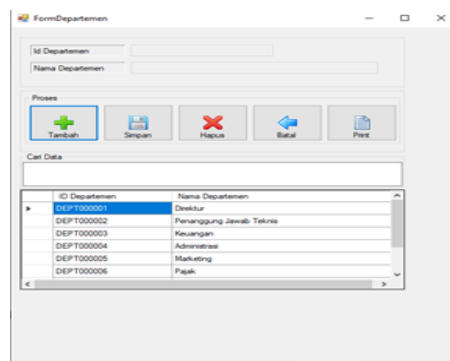 FormDepartemen
Id Departemen
Nama Departemen
Proses
Tambah Simpan Hapus Batal Print
Cari Data
ID Departemen Nama Departemen
DEPT000001 Direktur
DEPT000002 Penanggung Jawab Teknis
DEPT000003 Keuangan
DEPT000004 Administrasi
DEPT000005 Marketing
DEPT000006 Pajak